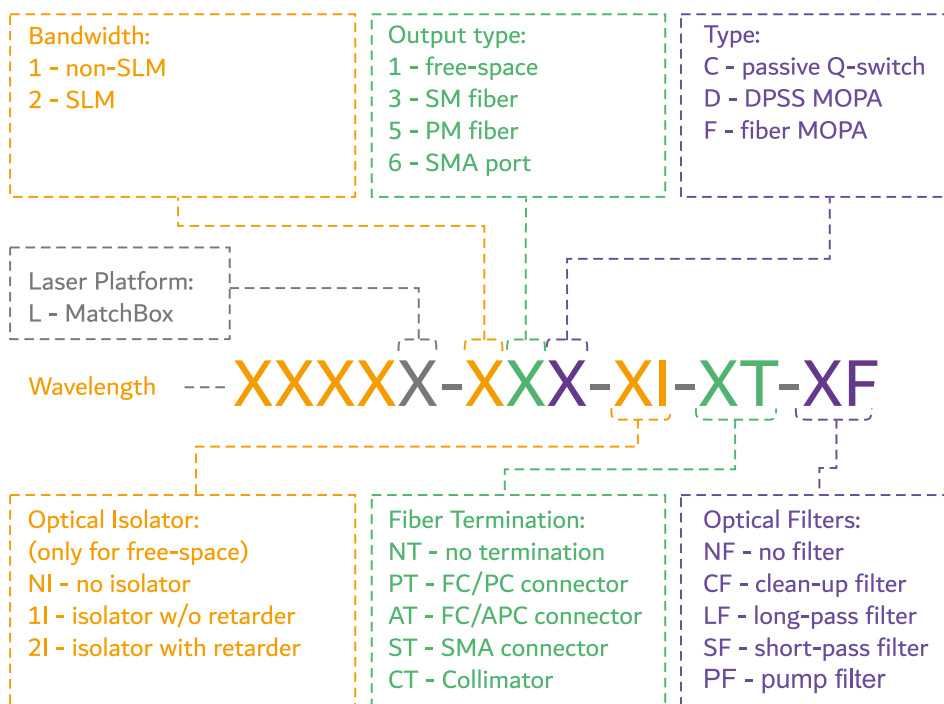 Bandwidth:
1 - non-SLM
2 - SLM
Output type:
1 - free-space
3 - SM fiber
5 - PM fiber
6 - SMA port
Type:
C - passive Q-switch
D - DPSS MOPA
F - fiber MOPA
Laser Platform:
L - MatchBox
Wavelength
XXXXX-XXX-XI-XT-XF
Optical Isolator:
(only for free-space)
NI - no isolator
1I - isolator w/o retarder
2I - isolator with retarder
Fiber Termination:
NT - no termination
PT - FC/PC connector
AT - FC/APC connector
ST - SMA connector
CT - Collimator
Optical Filters:
NF - no filter
CF - clean-up filter
LF - long-pass filter
SF - short-pass filter
PF - pump filter